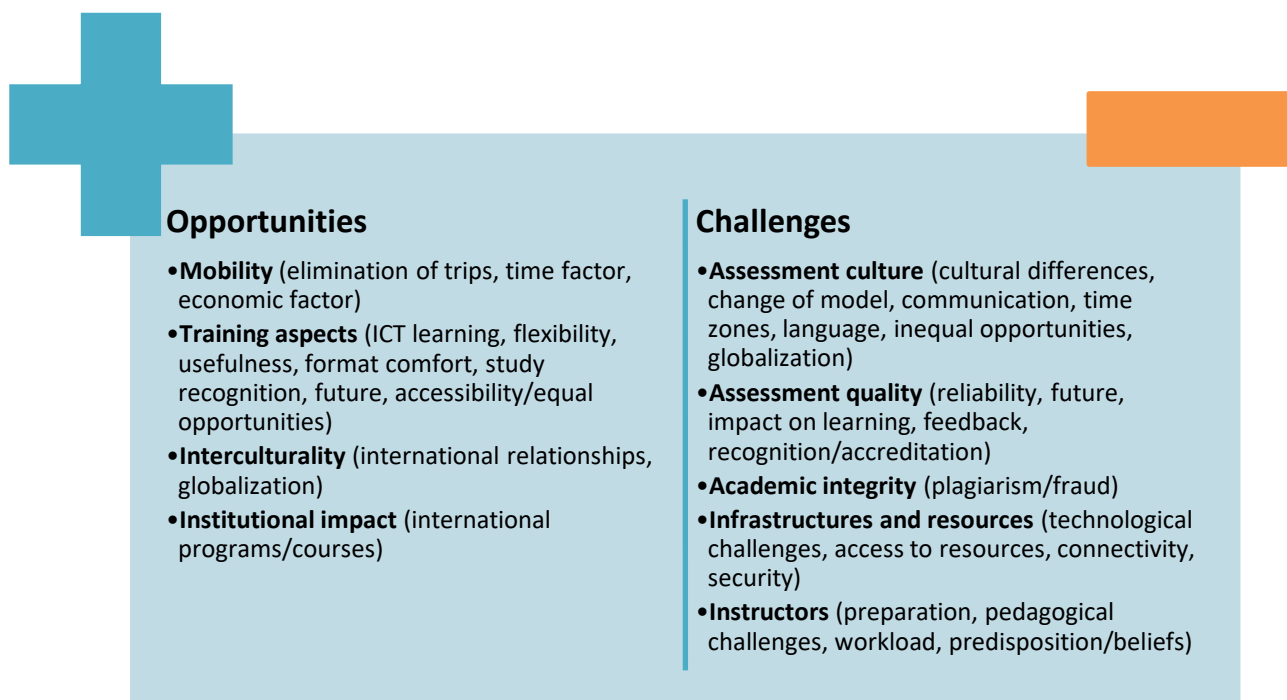 Opportunities
•Mobility (elimination of trips, time factor,
economic factor)
•Training aspects (ICT learning, flexibility,
usefulness, format comfort, study
recognition, future, accessibility/equal
opportunities)
•Interculturality (international relationships,
globalization)
•Institutional impact (international
programs/courses)
Challenges
•Assessment culture (cultural differences,
change of model, communication, time
zones, language, inequal opportunities,
globalization)
•Assessment quality (reliability, future,
impact on learning, feedback,
recognition/accreditation)
•Academic integrity (plagiarism/fraud)
•Infrastructures and resources (technological
challenges, access to resources, connectivity,
security)
•Instructors (preparation, pedagogical
challenges, workload, predisposition/beliefs)